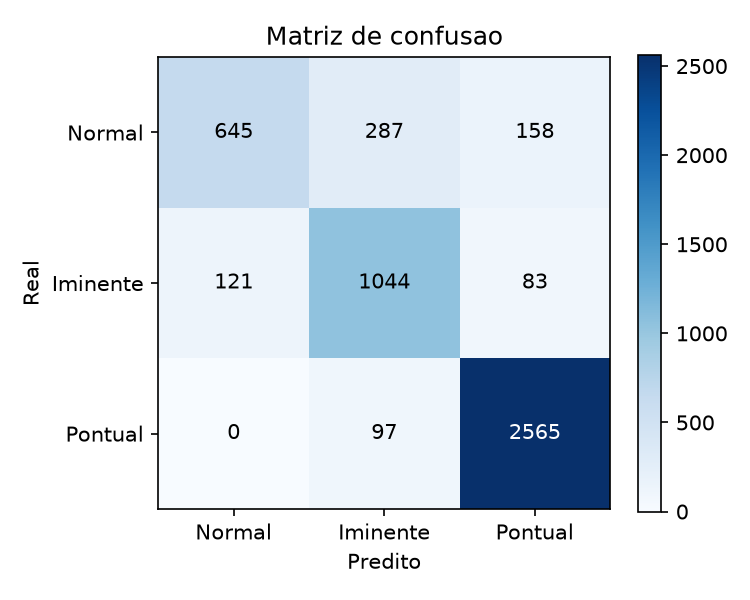 Matriz de confusao
Real
Normal
645
287
158
Iminente
121
1044
83
Pontual
0
97
2565
Normal
Iminente
Pontual
Predito
2500
2000
1500
1000
500
0